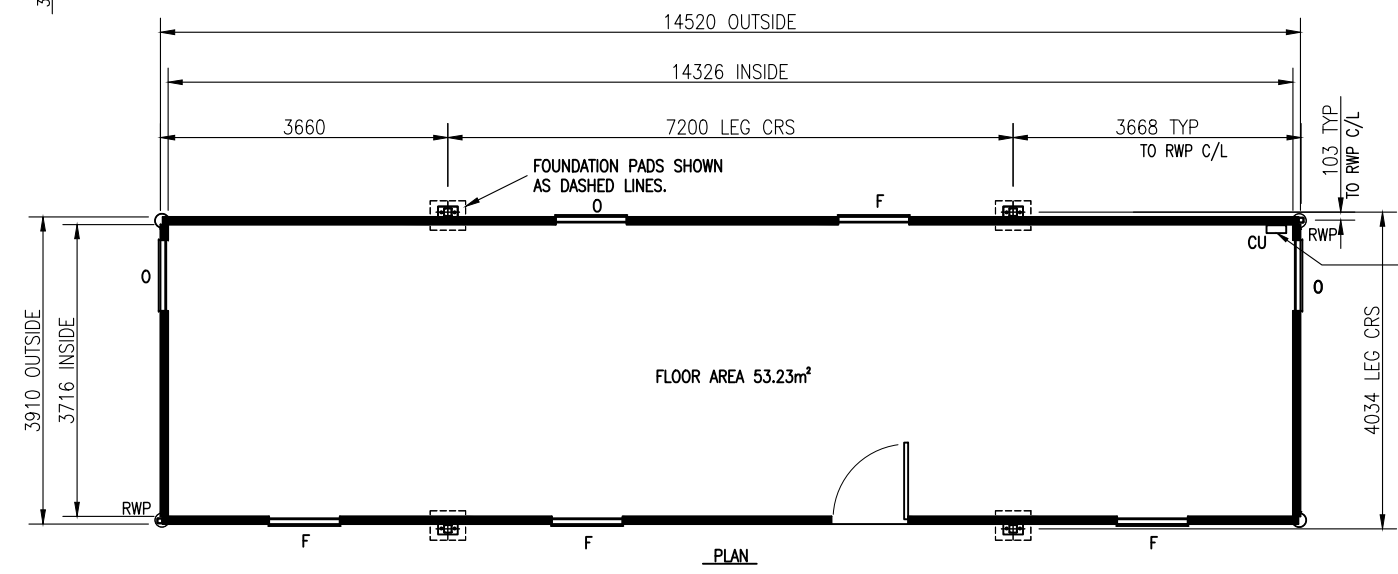 14520 OUTSIDE
14326 INSIDE
3660
7200 LEG CRS
3668 TYP
TO RWP C/L
103 TYP
TO RWP C/L
FOUNDATION PADS SHOWN
AS DASHED LINES.
O
F
CU
RWP
O
O
3910 OUTSIDE
3716 INSIDE
FLOOR AREA 53.23m²
4034 LEG CRS
RWP
F
F
F
PLAN